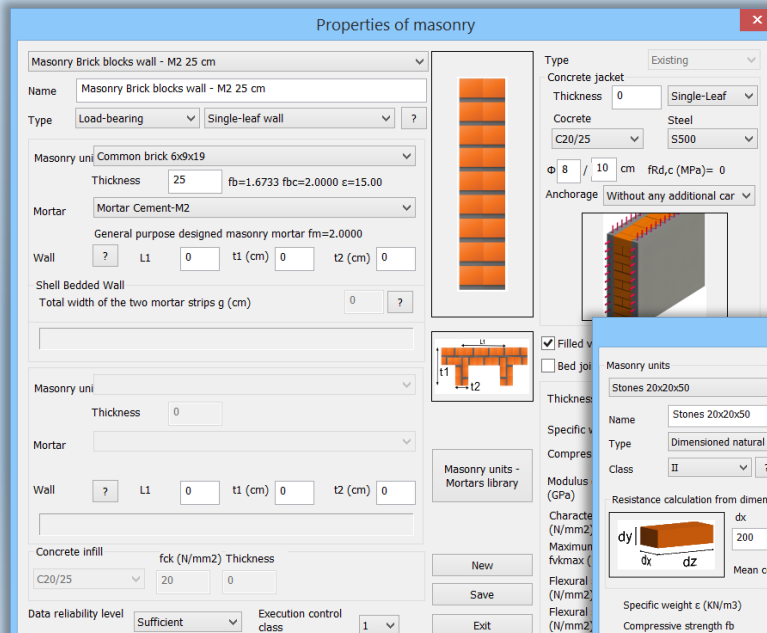 Properties of masonry
Masonry Brick blocks wall - M2 25 cm
Name Masonry Brick blocks wall - M2 25 cm
Type Load-bearing Single-leaf wall ?
Masonry uni Common brick 6x9x19
Thickness 25 fb=1.6733 fbc=2.0000 ε=15.00
Mortar Mortar Cement-M2
General purpose designed masonry mortar fm=2.0000
Wall ? L1 0 t1 (cm) 0 t2 (cm) 0
Shell Bedded Wall
Total width of the two mortar strips g (cm) 0 ?
Masonry uni
Thickness 0
Mortar
Wall ? L1 0 t1 (cm) 0 t2 (cm) 0
Concrete infill
fck (N/mm2) Thickness
C20/25 20 0
Data reliability level Sufficient Execution control class 1
L1
t1
t2
Masonry units - Mortars library
New
Save
Exit
Type Existing
Concrete jacket
Thickness 0 Single-Leaf
Cocrete Steel
C20/25 S500
Φ 8 / 10 cm fRd,c (MPa)= 0
Anchorage Without any additional car
Filled v
Bed joi
Thicknes
Specific
Compres
Modulus
(GPa)
Characte
(N/mm2)
Maximum
fvkmax (
Flexural
(N/mm2)
Flexural
(N/mm2)
Masonry units
Stones 20x20x50
Name Stones 20x20x50
Type Dimensioned natural
Class II ?
Resistance calculation from dimen
dx
200
dy
dx
dz
Mean c
Specific weight ε (KN/m3)
Compressive strength fb